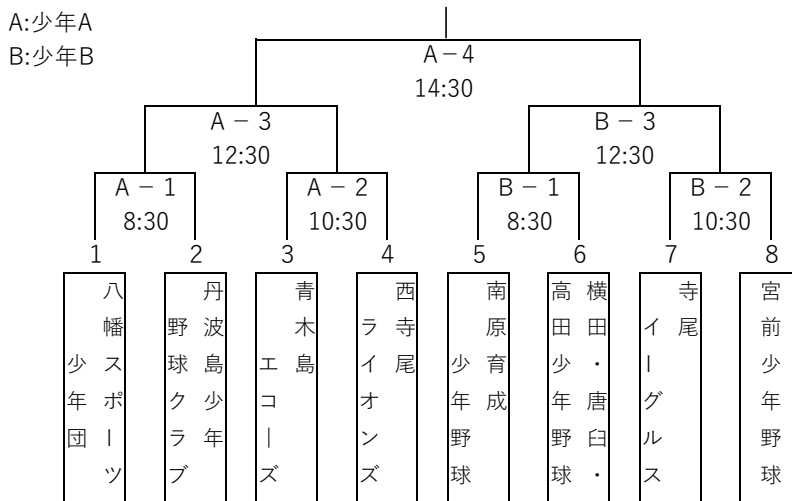 A:少年A
B:少年B
A－4
14:30
A－3
12:30
B－3
12:30
A－1
8:30
A－2
10:30
B－1
8:30
B－2
10:30
1
2
3
4
5
6
7
8
八幡スポーツ
少年団
丹波島少年
野球クラブ
青木島
エコーズ
西寺尾
ライオンズ
南原育成
少年野球
横田・唐臼・
高田少年野球
寺尾
イーグルス
宮前少年野球